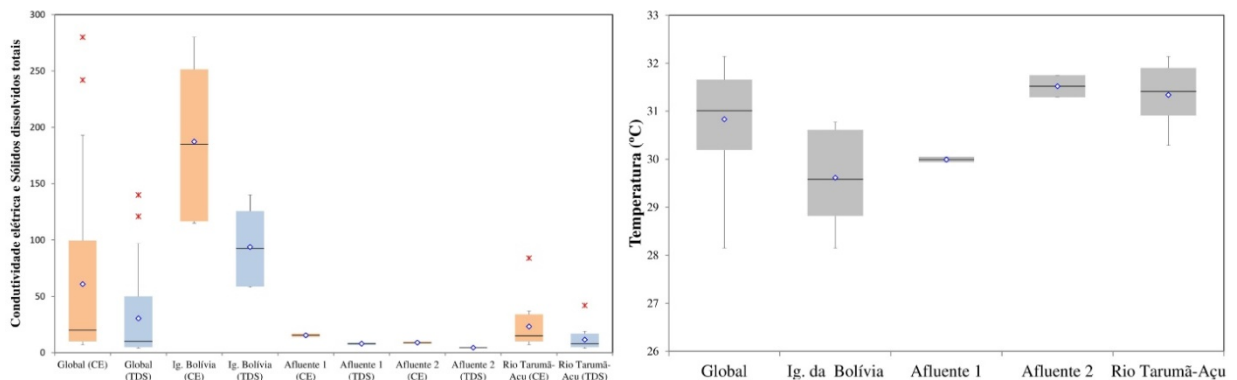 Condutividade elétrica e Sólidos dissolvidos totais
300
250
200
150
100
50
0
Global (CE)
Global
(TDS)
Ig. Bolívia
(CE)
Ig. Bolívia
(TDS)
Afluente 1
(CE)
Afluente 1
(TDS)
Afluente 2
(CE)
Afluente 2
(TDS)
Rio Tarumã-
Açu (CE)
Rio Tarumã-
Açu (TDS)
Temperatura (ºC)
33
32
31
30
29
28
27
26
Global
Ig. da Bolívia
Afluente 1
Afluente 2
Rio Tarumã-Açu